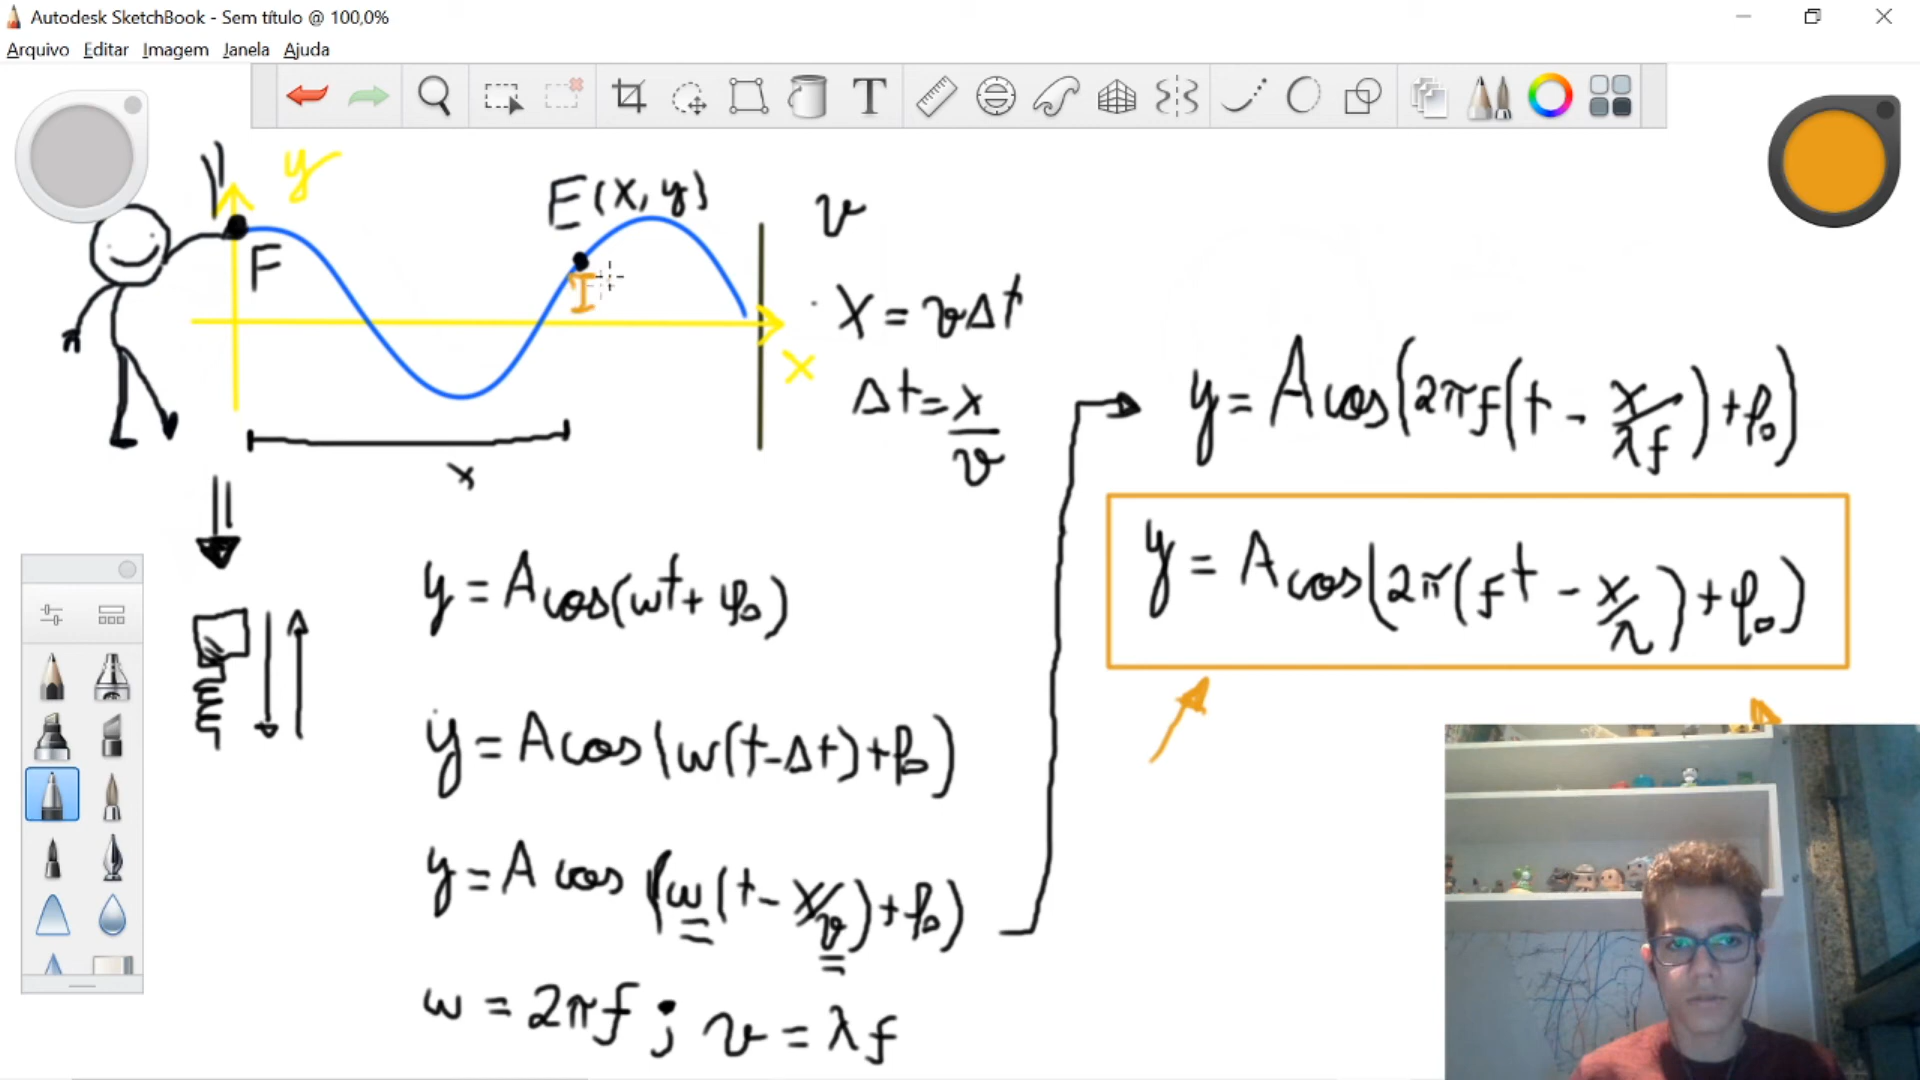 Autodesk SketchBook - Sem título @ 100,0%
Arquivo Editar Imagem Janela Ajuda
T
y
E(x, y)
F
I
x
x
v
X = vΔt
Δt = x/v
y = A cos(wt + φ₀)
y = A cos(w(t - Δt) + φ₀)
y = A cos(w(t - x/v) + φ₀)
w = 2πf ; v = λf
y = A cos(2πf(t - x/λf) + φ₀)
y = A cos(2π(ft - x/λ) + φ₀)